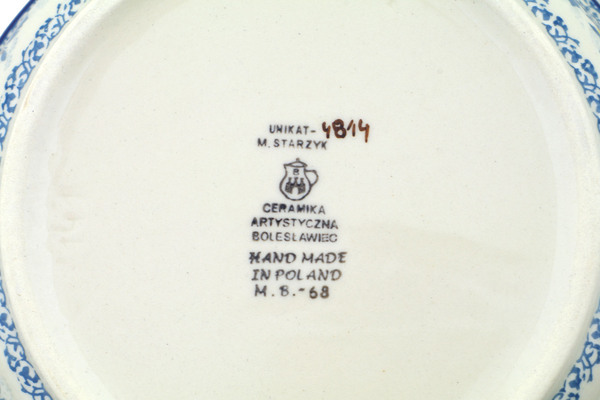 UNIKAT- 4814
M. STARZYK
B
CERAMIKA
ARTYSTYCZNA
BOLESŁAWIEC
HAND MADE
IN POLAND
M. B.-68